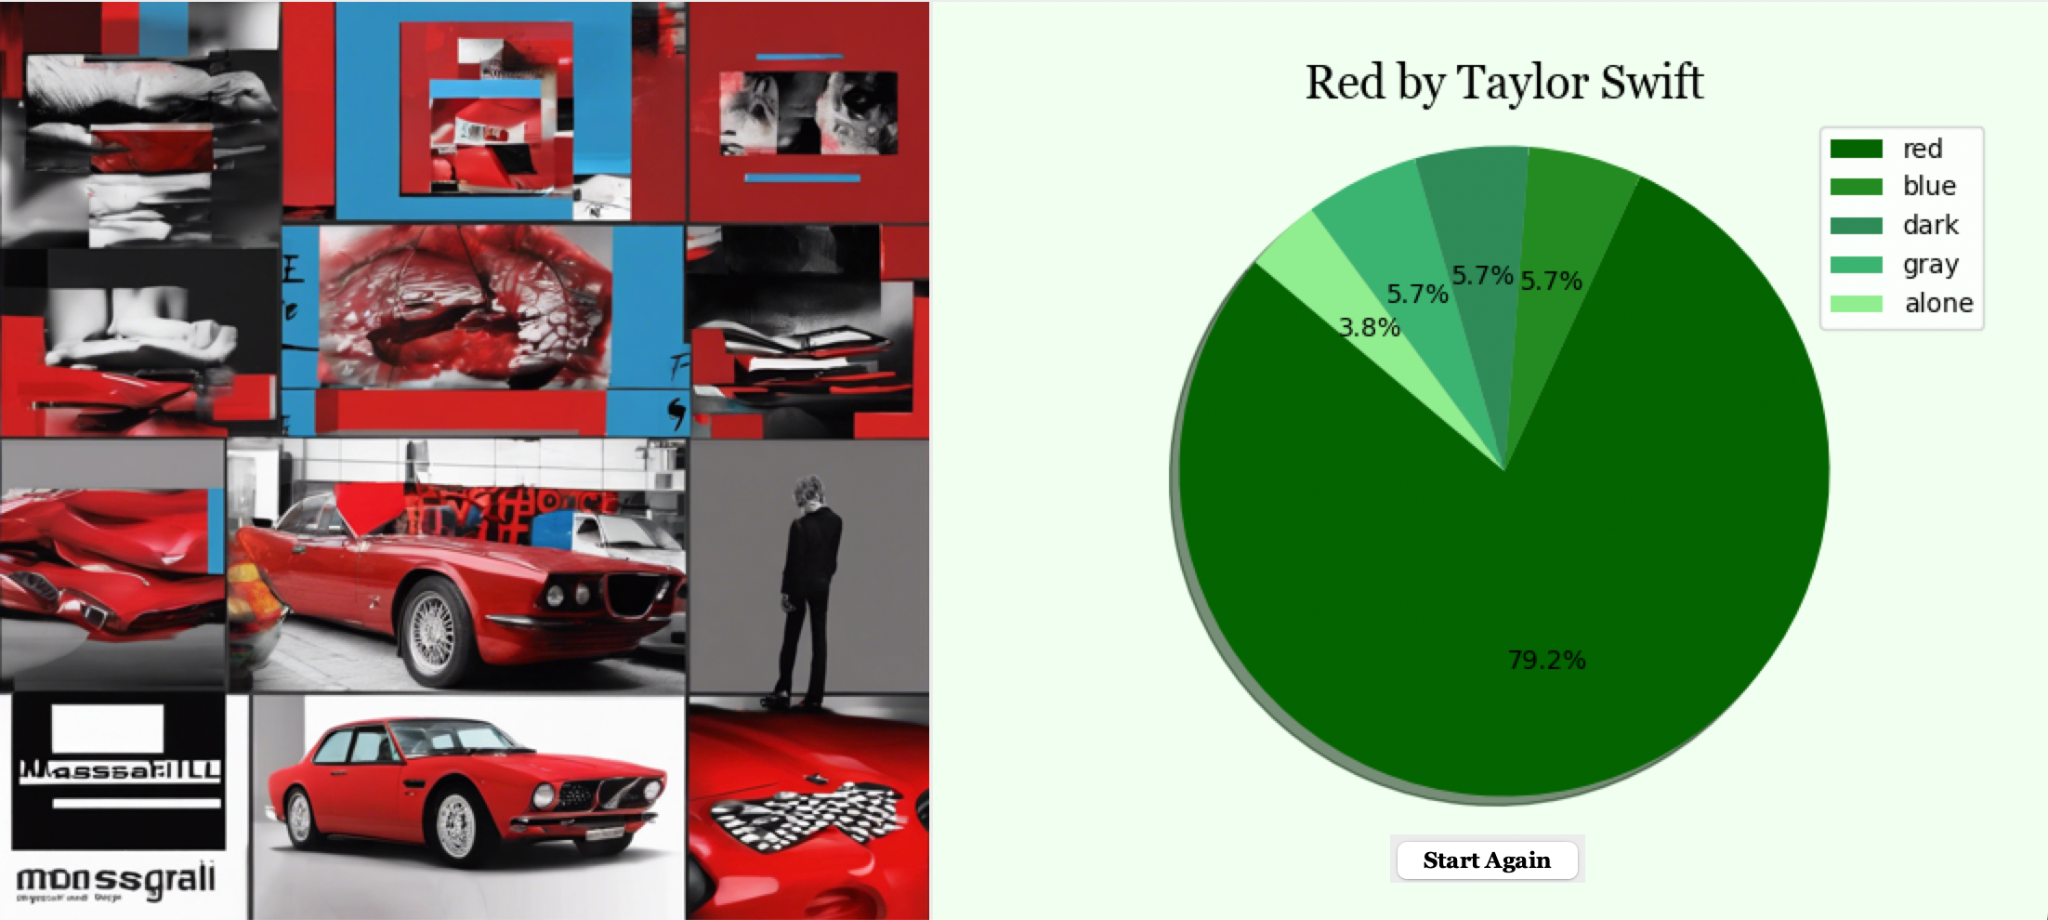 Red by Taylor Swift
red
blue
dark
gray
alone
5.7%
5.7%
5.7%
3.8%
79.2%
Start Again
monssgrali